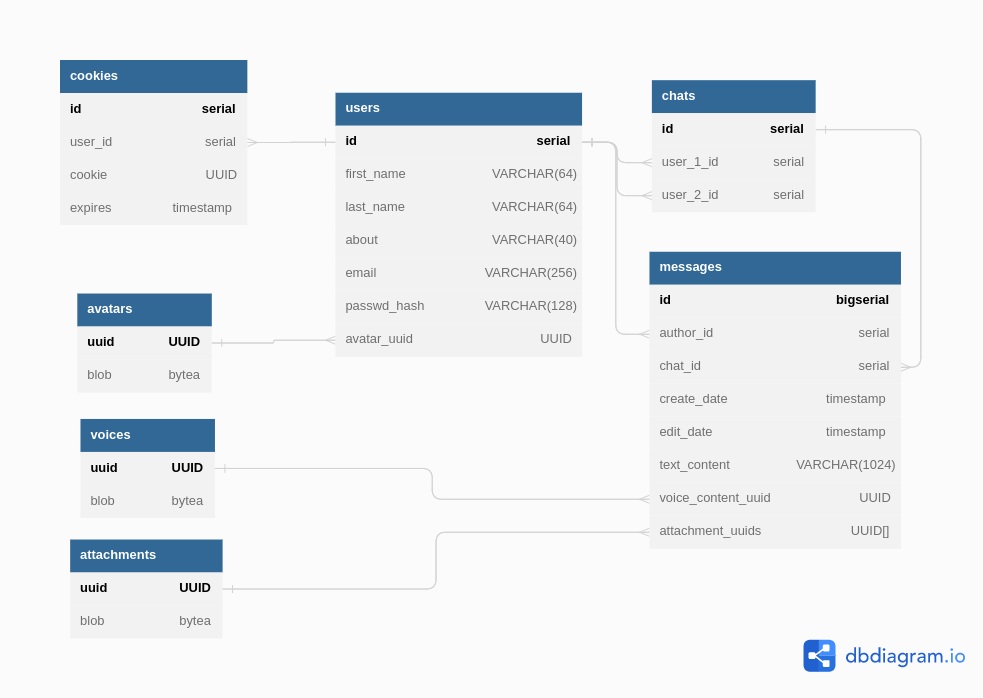 cookies
id serial
user_id serial
cookie UUID
expires timestamp
users
id serial
first_name VARCHAR(64)
last_name VARCHAR(64)
about VARCHAR(40)
email VARCHAR(256)
passwd_hash VARCHAR(128)
avatar_uuid UUID
chats
id serial
user_1_id serial
user_2_id serial
messages
id bigserial
author_id serial
chat_id serial
create_date timestamp
edit_date timestamp
text_content VARCHAR(1024)
voice_content_uuid UUID
attachment_uuids UUID[]
avatars
uuid UUID
blob bytea
voices
uuid UUID
blob bytea
attachments
uuid UUID
blob bytea
dbdiagram.io